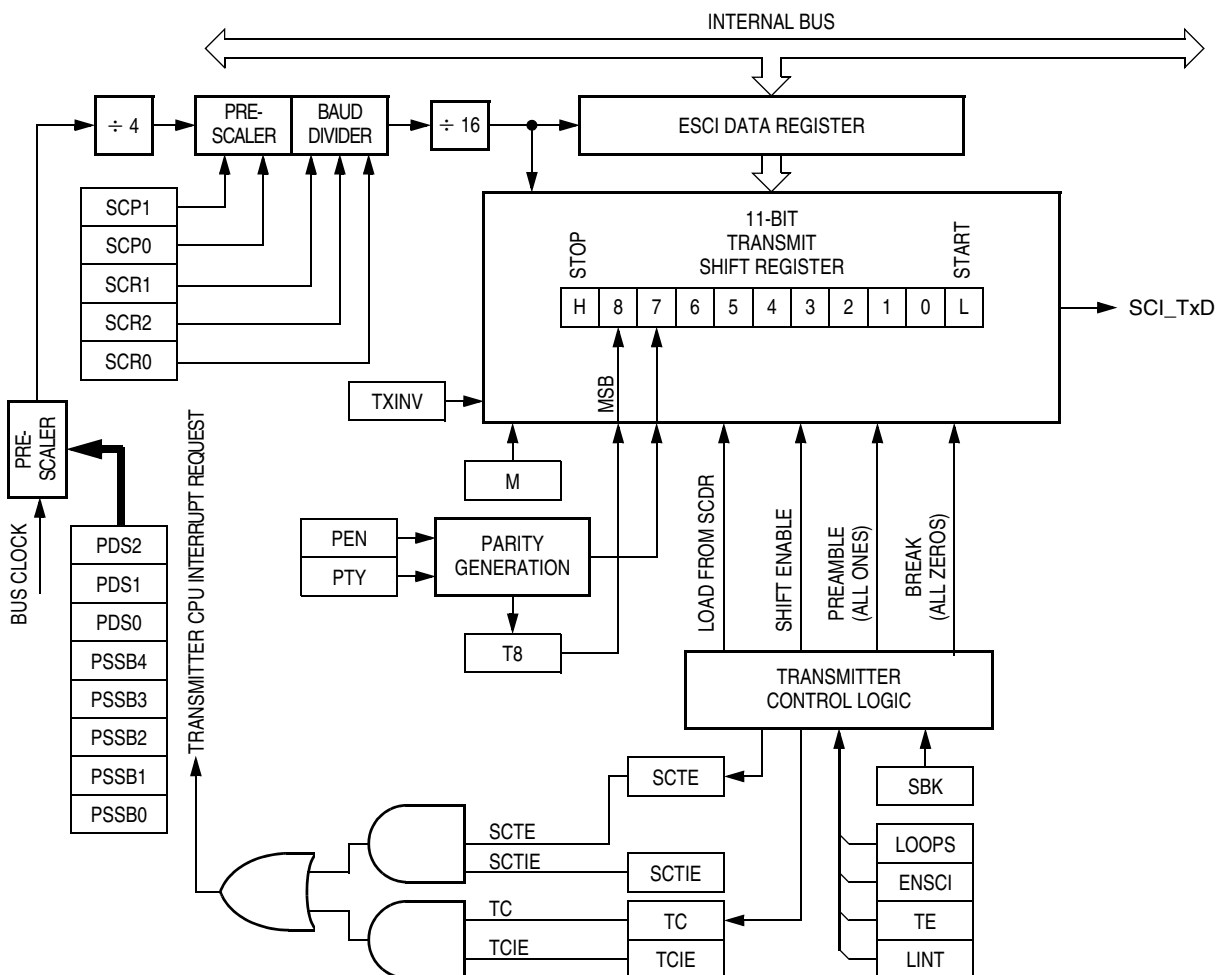 INTERNAL BUS
÷ 4
PRE-
SCALER
BAUD
DIVIDER
÷ 16
ESCI DATA REGISTER
SCP1
SCP0
SCR1
SCR2
SCR0
11-BIT
TRANSMIT
SHIFT REGISTER
STOP
START
H 8 7 6 5 4 3 2 1 0 L
SCI_TxD
TXINV
MSB
M
PRE-
SCALER
BUS CLOCK
PDS2
PDS1
PDS0
PSSB4
PSSB3
PSSB2
PSSB1
PSSB0
TRANSMITTER CPU INTERRUPT REQUEST
PEN
PTY
PARITY
GENERATION
T8
LOAD FROM SCDR
SHIFT ENABLE
PREAMBLE
(ALL ONES)
BREAK
(ALL ZEROS)
TRANSMITTER
CONTROL LOGIC
SCTE
SBK
SCTE
SCTIE
SCTIE
TC
TC
TCIE
TCIE
LOOPS
ENSCI
TE
LINT